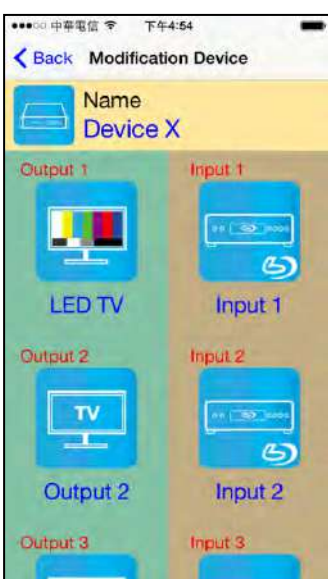 中華電信 下午4:54
Back Modification Device
Name
Device X
Output 1 Input 1
LED TV Input 1
Output 2 Input 2
TV
Output 2 Input 2
Output 3 Input 3